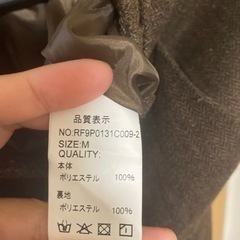 品質表示
NO:RF9P0131C009-2
SIZE:M
QUALITY:
本体
ポリエステル 100%
裏地
ポリエステル 100%